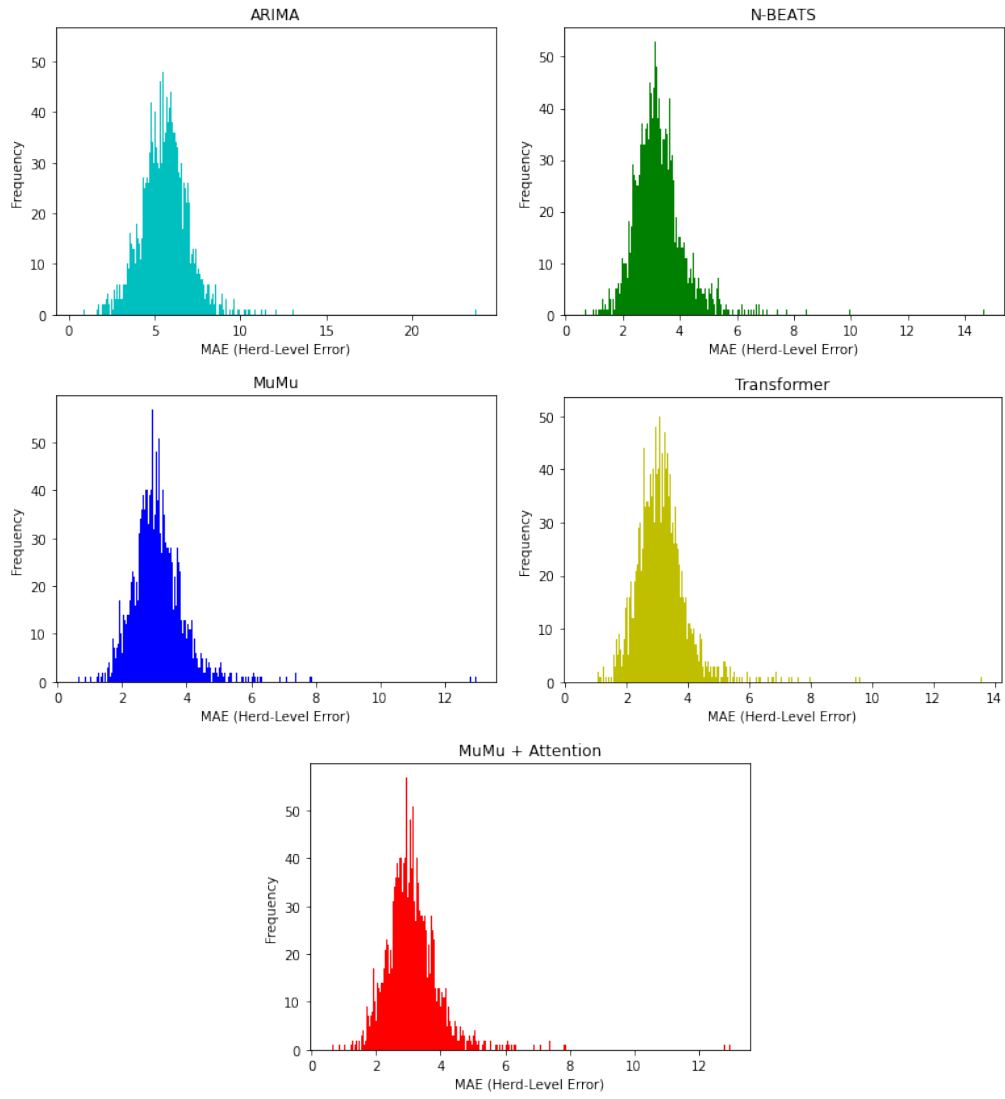 ARIMA
50
40
30
20
10
0
Frequency
0 5 10 15 20
MAE (Herd-Level Error)
N-BEATS
50
40
30
20
10
0
Frequency
0 2 4 6 8 10 12 14
MAE (Herd-Level Error)
MuMu
50
40
30
20
10
0
Frequency
0 2 4 6 8 10 12
MAE (Herd-Level Error)
Transformer
50
40
30
20
10
0
Frequency
0 2 4 6 8 10 12 14
MAE (Herd-Level Error)
MuMu + Attention
50
40
30
20
10
0
Frequency
0 2 4 6 8 10 12
MAE (Herd-Level Error)